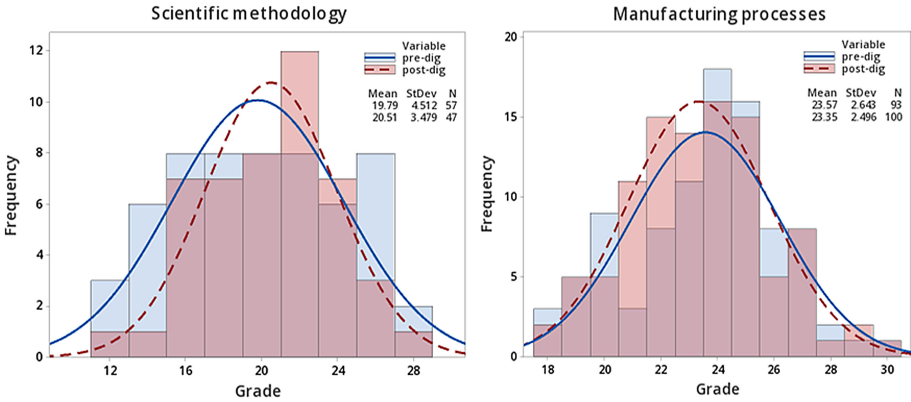 Scientific methodology
Frequency
12
10
8
6
4
2
0
12 16 20 24 28
Grade
Variable
pre-dig
post-dig
Mean StDev N
19.79 4.512 57
20.51 3.479 47
Manufacturing processes
Frequency
20
15
10
5
0
18 20 22 24 26 28 30
Grade
Variable
pre-dig
post-dig
Mean StDev N
23.57 2.643 93
23.35 2.496 100